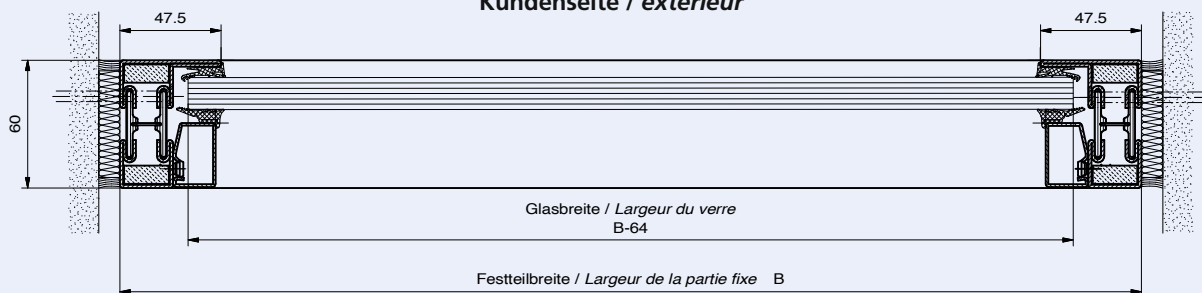 Kundenseite / extérieur
47.5
47.5
60
Glasbreite / Largeur du verre
B-64
Festteilbreite / Largeur de la partie fixe B